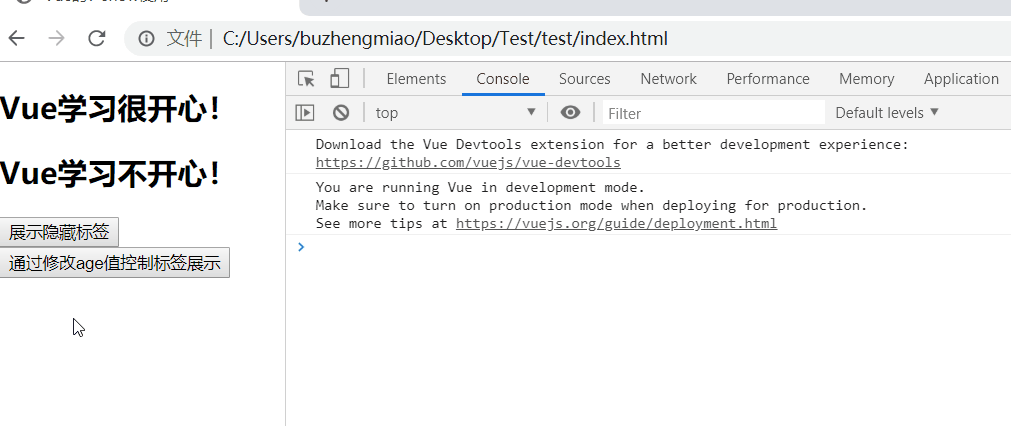 文件 | C:/Users/buzhengmiao/Desktop/Test/test/index.html
Elements Console Sources Network Performance Memory Application
top Filter Default levels
Vue学习很开心！
Vue学习不开心！
展示隐藏标签
通过修改age值控制标签展示
Download the Vue Devtools extension for a better development experience:
https://github.com/vuejs/vue-devtools
You are running Vue in development mode.
Make sure to turn on production mode when deploying for production.
See more tips at https://vuejs.org/guide/deployment.html